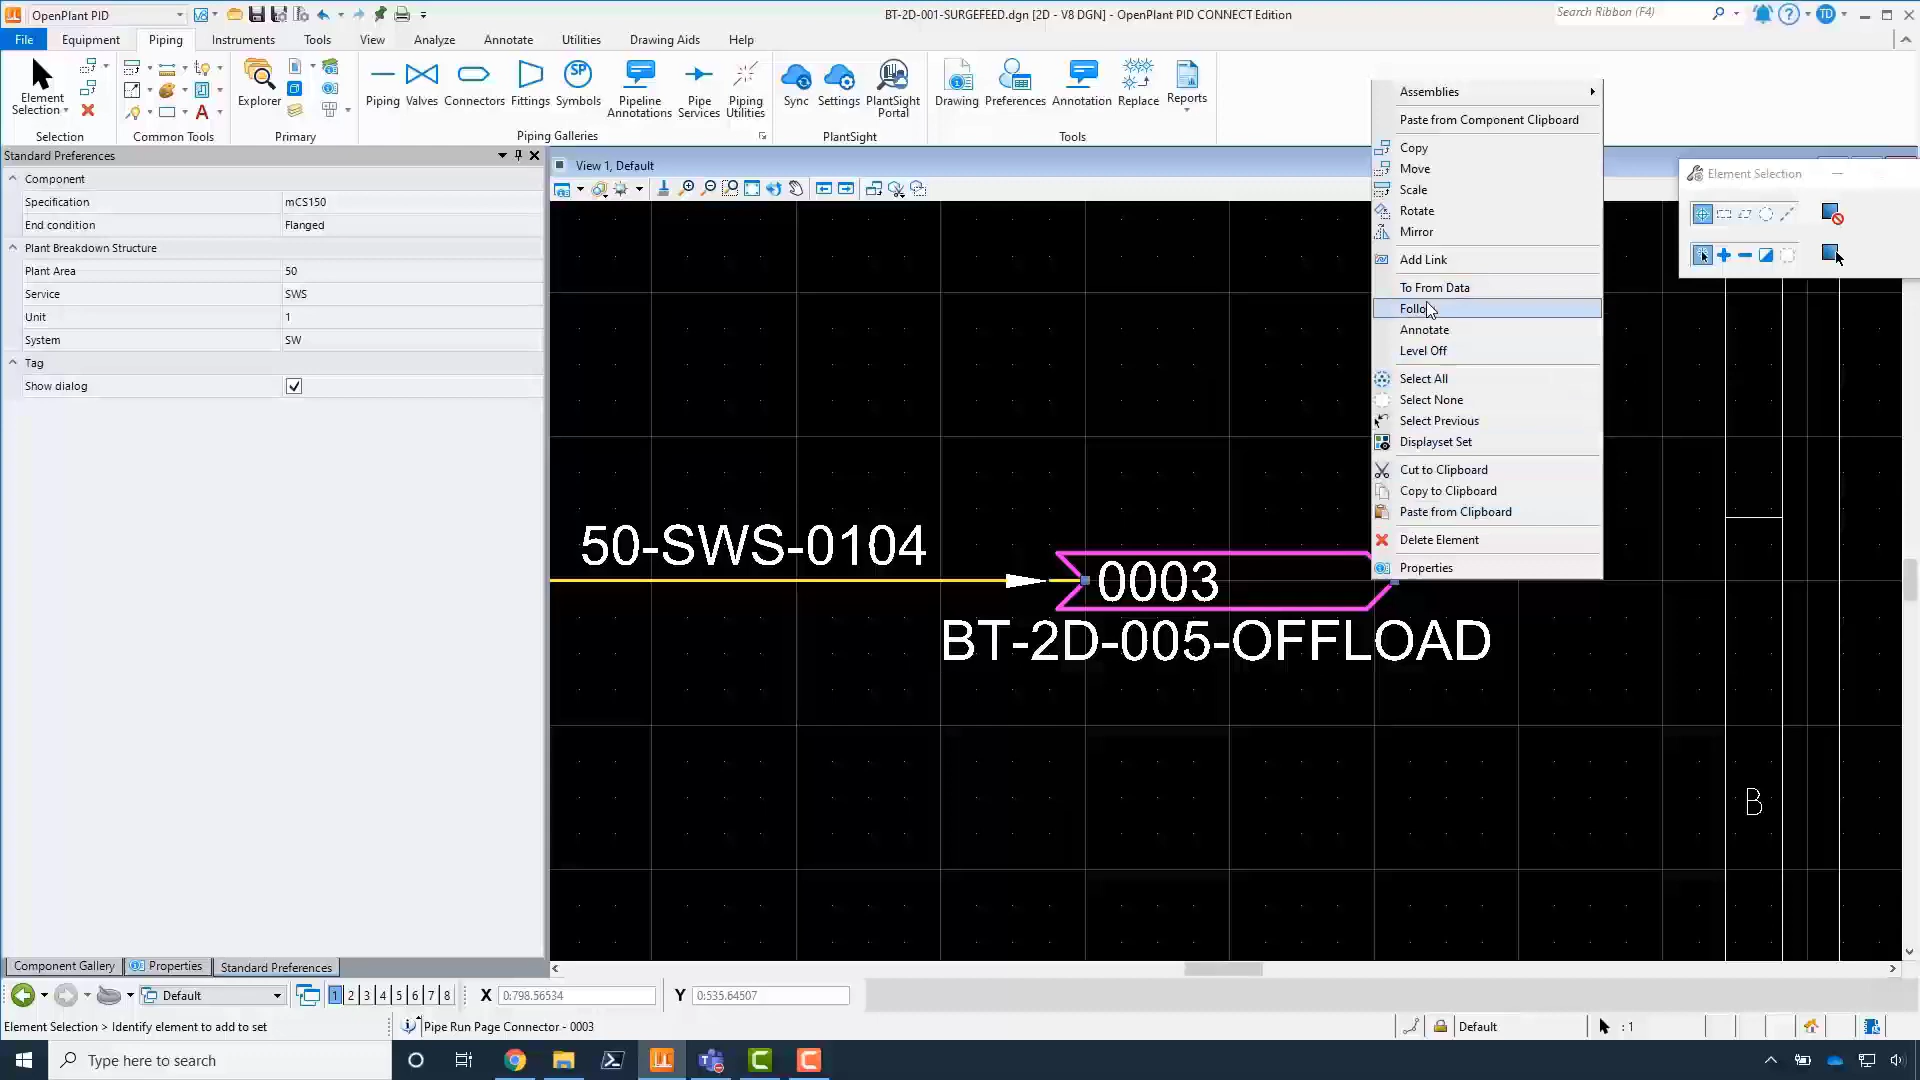 OpenPlant PID
BT-2D-001-SURGEFEED.dgn [2D - V8 DGN] - OpenPlant PID CONNECT Edition
Search Ribbon (F4)
TD
File
Equipment
Piping
Instruments
Tools
View
Analyze
Annotate
Utilities
Drawing Aids
Help
Element
Selection
Explorer
Piping
Valves
Connectors
Fittings
SP
Symbols
Pipeline
Annotations
Pipe
Services
Piping
Utilities
Sync
Settings
PlantSight
Portal
Drawing
Preferences
Annotation
Replace
Reports
Selection
Common Tools
Primary
Piping Galleries
PlantSight
Tools
Standard Preferences
Component
Specification mCS150
End condition Flanged
Plant Breakdown Structure
Plant Area 50
Service SWS
Unit 1
System SW
Tag
Show dialog
View 1, Default
Assemblies
Paste from Component Clipboard
Copy
Move
Scale
Rotate
Mirror
Add Link
To From Data
Annotate
Level Off
Select All
Select None
Select Previous
Displayset Set
Cut to Clipboard
Copy to Clipboard
Paste from Clipboard
Delete Element
Properties
Element Selection
50-SWS-0104
0003
BT-2D-005-OFFLOAD
B
Component Gallery
Properties
Standard Preferences
Default
1 2 3 4 5 6 7 8
X 0:798.56534
Y 0:535.64507
Element Selection > Identify element to add to set
Pipe Run Page Connector - 0003
Default
: 1
Type here to search